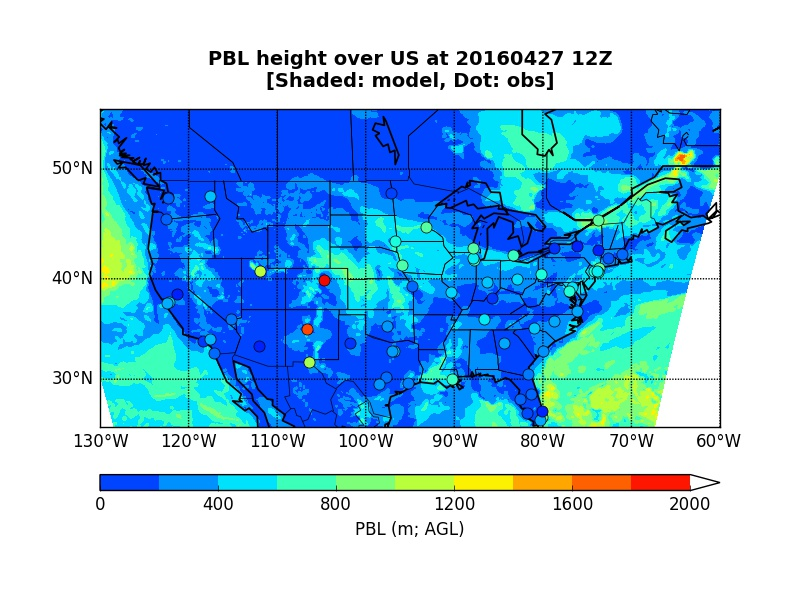 PBL height over US at 20160427 12Z
[Shaded: model, Dot: obs]
50°N
40°N
30°N
130°W 120°W 110°W 100°W 90°W 80°W 70°W 60°W
0 400 800 1200 1600 2000
PBL (m; AGL)